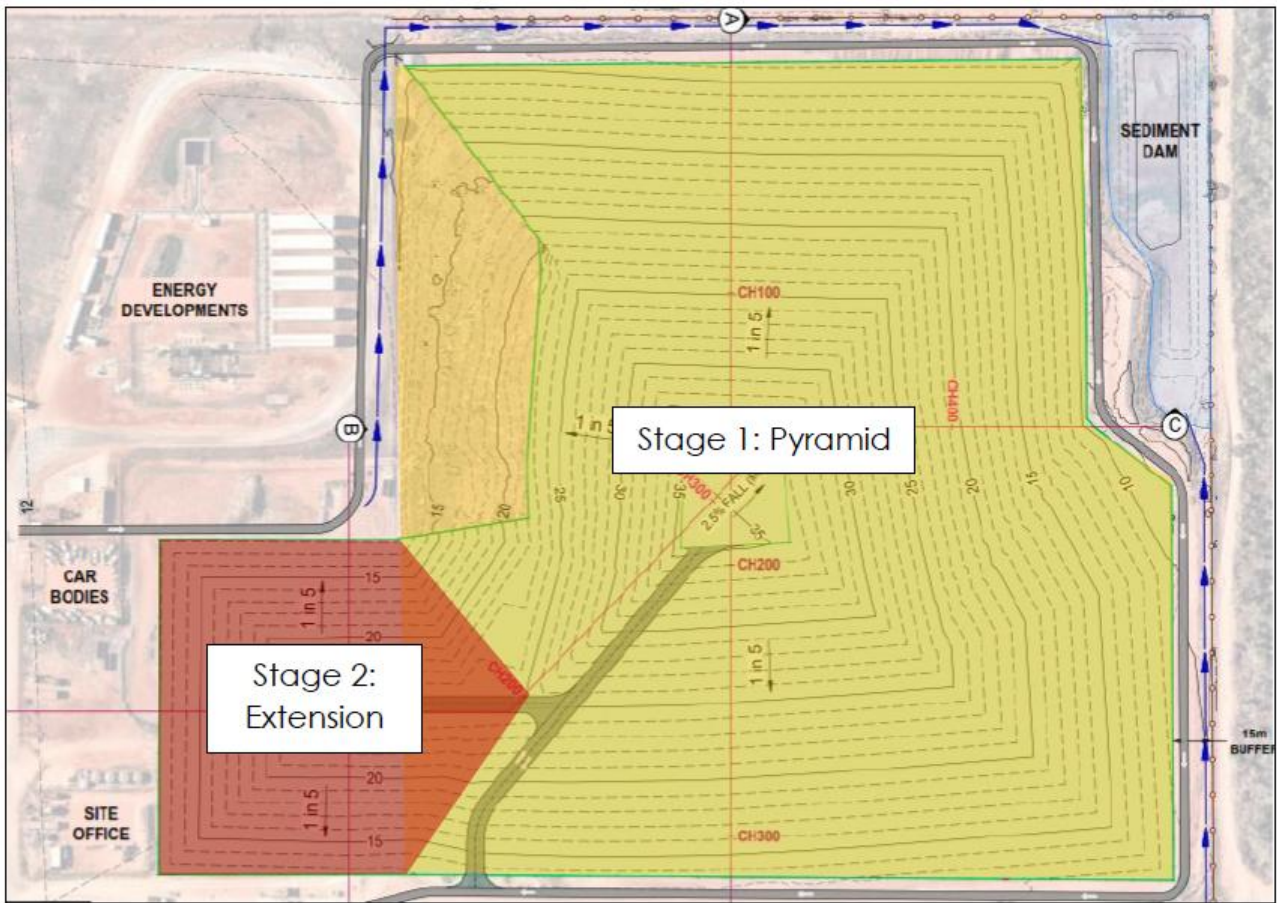 A
SEDIMENT
DAM
ENERGY
DEVELOPMENTS
CH100
1 in 5
CH400
B
C
1 in 5
Stage 1: Pyramid
CH300
35
2.5% FALL
35
15
20
25
30
30
25
20
15
10
12
CH200
CAR
BODIES
15
1 in 5
20
Stage 2:
Extension
1 in 5
15m
BUFFER
20
1 in 5
15
SITE
OFFICE
CH300